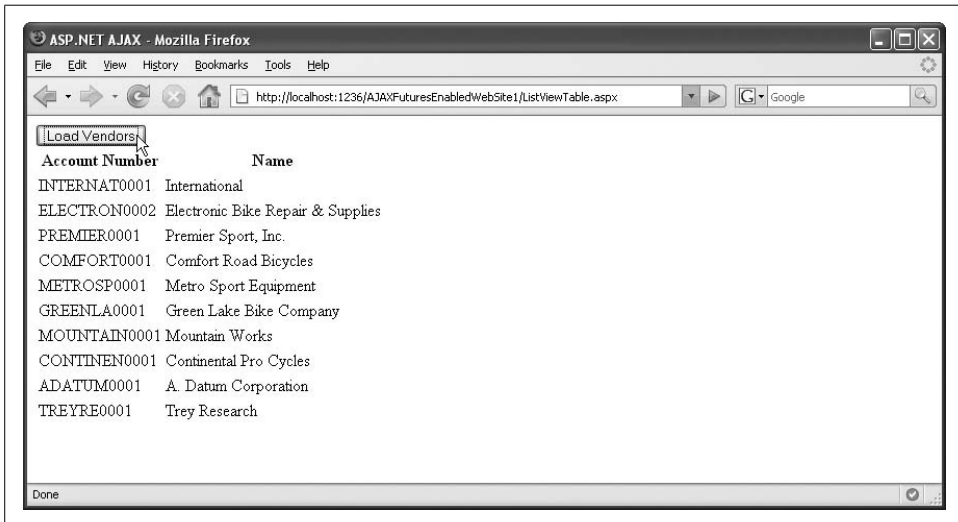 ASP.NET AJAX - Mozilla Firefox
File Edit View History Bookmarks Tools Help
http://localhost:1236/AJAXFuturesEnabledWebSite1/ListViewTable.aspx
G Google
Load Vendors
Account Number Name
INTERNAT0001 International
ELECTRON0002 Electronic Bike Repair & Supplies
PREMIER0001 Premier Sport, Inc.
COMFORT0001 Comfort Road Bicycles
METROSP0001 Metro Sport Equipment
GREENLA0001 Green Lake Bike Company
MOUNTAIN0001 Mountain Works
CONTINEN0001 Continental Pro Cycles
ADATUM0001 A. Datum Corporation
TREYRE0001 Trey Research
Done